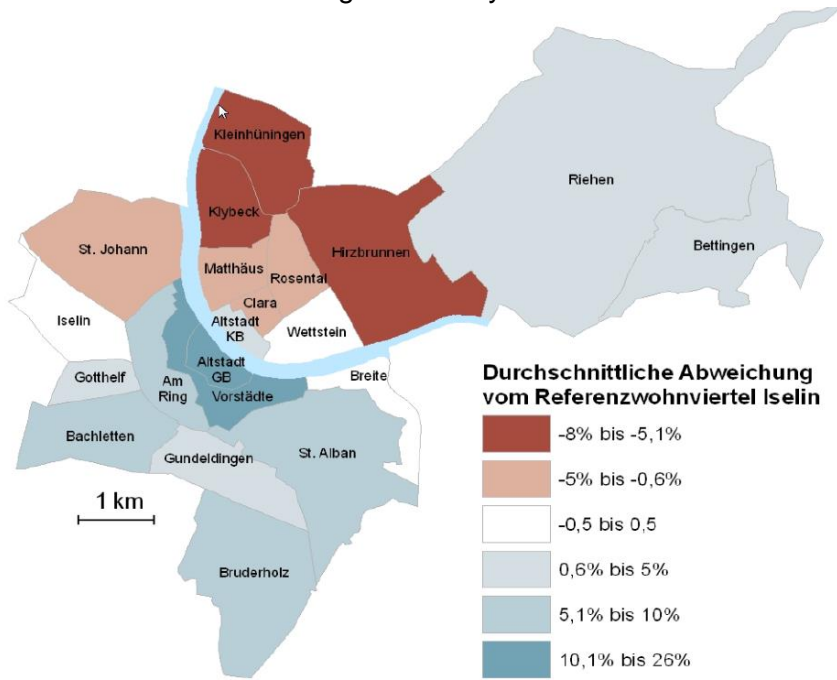 Kleinhüningen
Klybeck
Riehen
Bettingen
Hirzbrunnen
St. Johann
Matthäus
Rosental
Clara
Altstadt
KB
Wettstein
Iselin
Altstadt
GB
Gotthelf
Am
Ring
Vorstädte
Breite
Bachletten
Gundeldingen
St. Alban
Bruderholz
1 km
Durchschnittliche Abweichung
vom Referenzwohnviertel Iselin
-8% bis -5,1%
-5% bis -0,6%
-0,5 bis 0,5
0,6% bis 5%
5,1% bis 10%
10,1% bis 26%